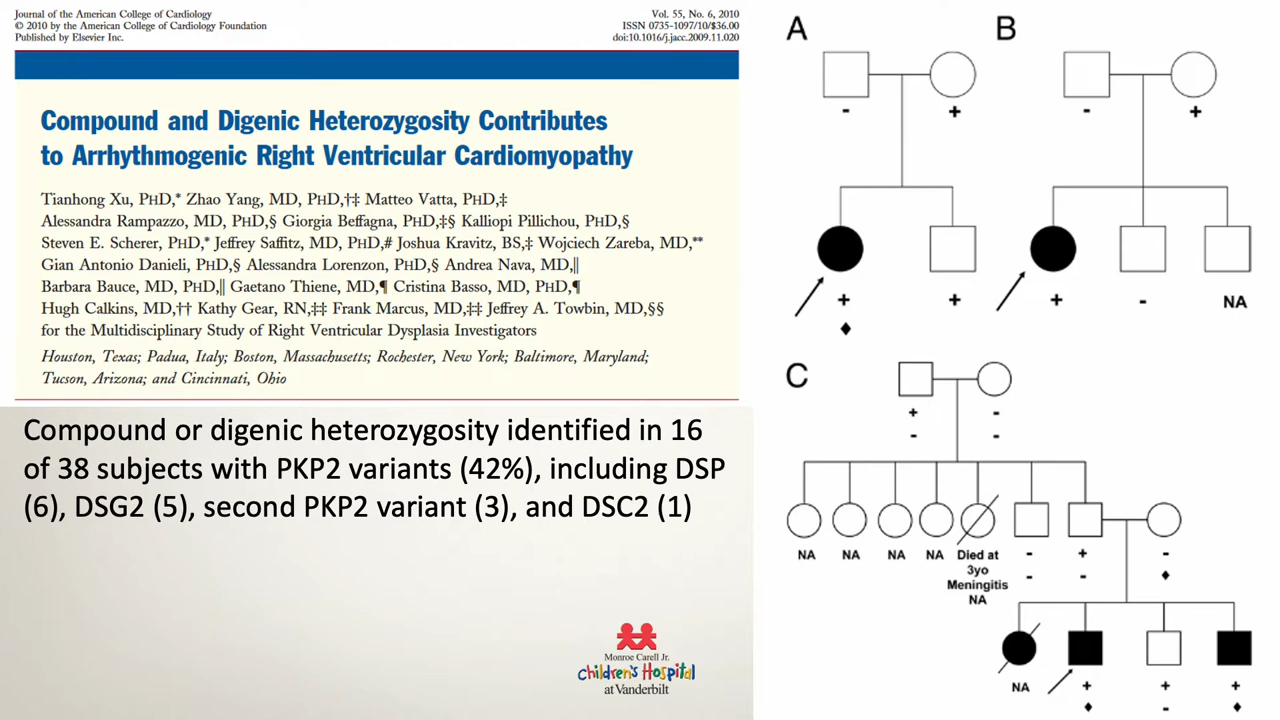 Journal of the American College of Cardiology
© 2010 by the American College of Cardiology Foundation
Published by Elsevier Inc.
Vol. 55, No. 6, 2010
ISSN 0735-1097/10/$36.00
doi:10.1016/j.jacc.2009.11.020
Compound and Digenic Heterozygosity Contributes
to Arrhythmogenic Right Ventricular Cardiomyopathy
Tianhong Xu, PHD,* Zhao Yang, MD, PHD,†‡ Matteo Vatta, PHD,‡
Alessandra Rampazzo, MD, PHD,§ Giorgia Beffagna, PHD,‡§ Kalliopi Pillichou, PHD,§
Steven E. Scherer, PHD,* Jeffrey Saffitz, MD, PHD,# Joshua Kravitz, BS,‡ Wojciech Zareba, MD,**
Gian Antonio Danieli, PHD,§ Alessandra Lorenzon, PHD,§ Andrea Nava, MD,‖
Barbara Bauce, MD, PHD,‖ Gaetano Thiene, MD,¶ Cristina Basso, MD, PHD,¶
Hugh Calkins, MD,†† Kathy Gear, RN,‡‡ Frank Marcus, MD,‡‡ Jeffrey A. Towbin, MD,§§
for the Multidisciplinary Study of Right Ventricular Dysplasia Investigators
Houston, Texas; Padua, Italy; Boston, Massachusetts; Rochester, New York; Baltimore, Maryland;
Tucson, Arizona; and Cincinnati, Ohio
Compound or digenic heterozygosity identified in 16
of 38 subjects with PKP2 variants (42%), including DSP
(6), DSG2 (5), second PKP2 variant (3), and DSC2 (1)
Monroe Carell Jr.
Children's Hospital
at Vanderbilt
A
- +
+ +
♦
B
- +
+ - NA
C
+ -
- -
NA NA NA NA Died at - + -
3yo
Meningitis - - ♦
NA
NA + + +
♦ - ♦